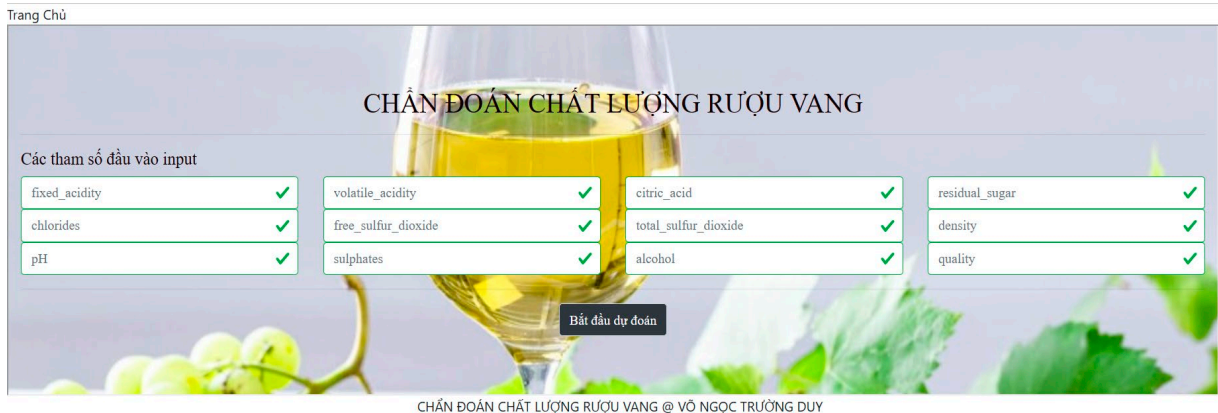 Trang Chủ
CHẨN ĐOÁN CHẤT LƯỢNG RƯỢU VANG
Các tham số đầu vào input
fixed_acidity volatile_acidity citric_acid residual_sugar
chlorides free_sulfur_dioxide total_sulfur_dioxide density
pH sulphates alcohol quality
Bắt đầu dự đoán
CHẨN ĐOÁN CHẤT LƯỢNG RƯỢU VANG @ VÕ NGỌC TRƯỜNG DUY